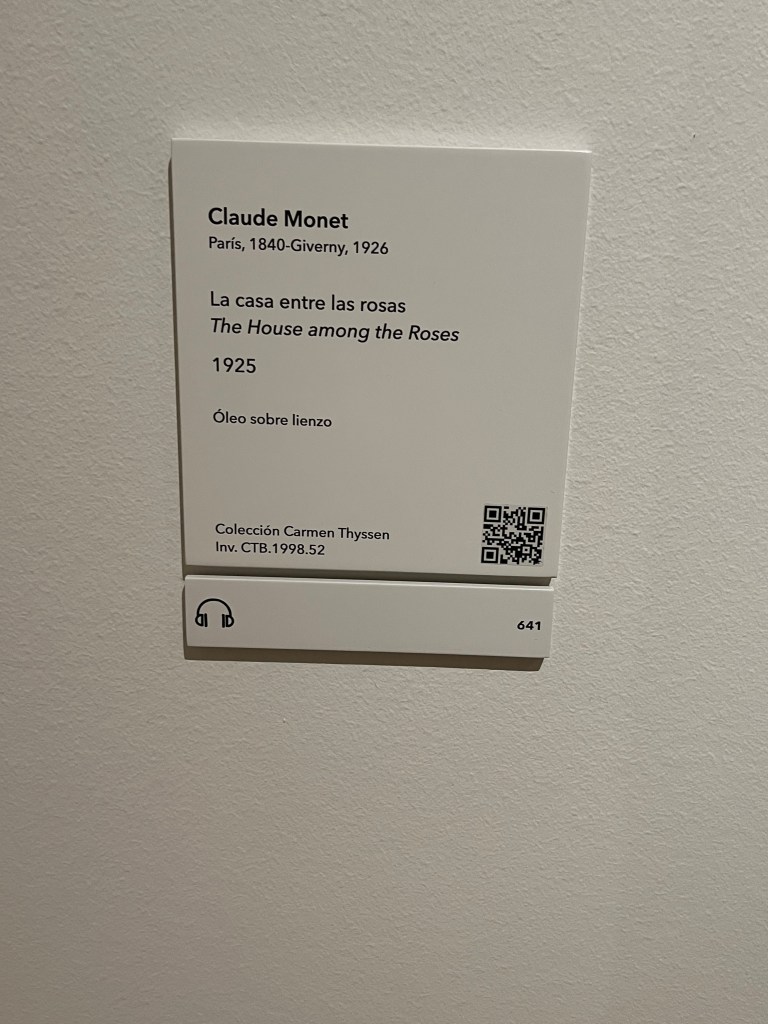 Claude Monet
París, 1840-Giverny, 1926
La casa entre las rosas
The House among the Roses
1925
Óleo sobre lienzo
Colección Carmen Thyssen
Inv. CTB.1998.52
641